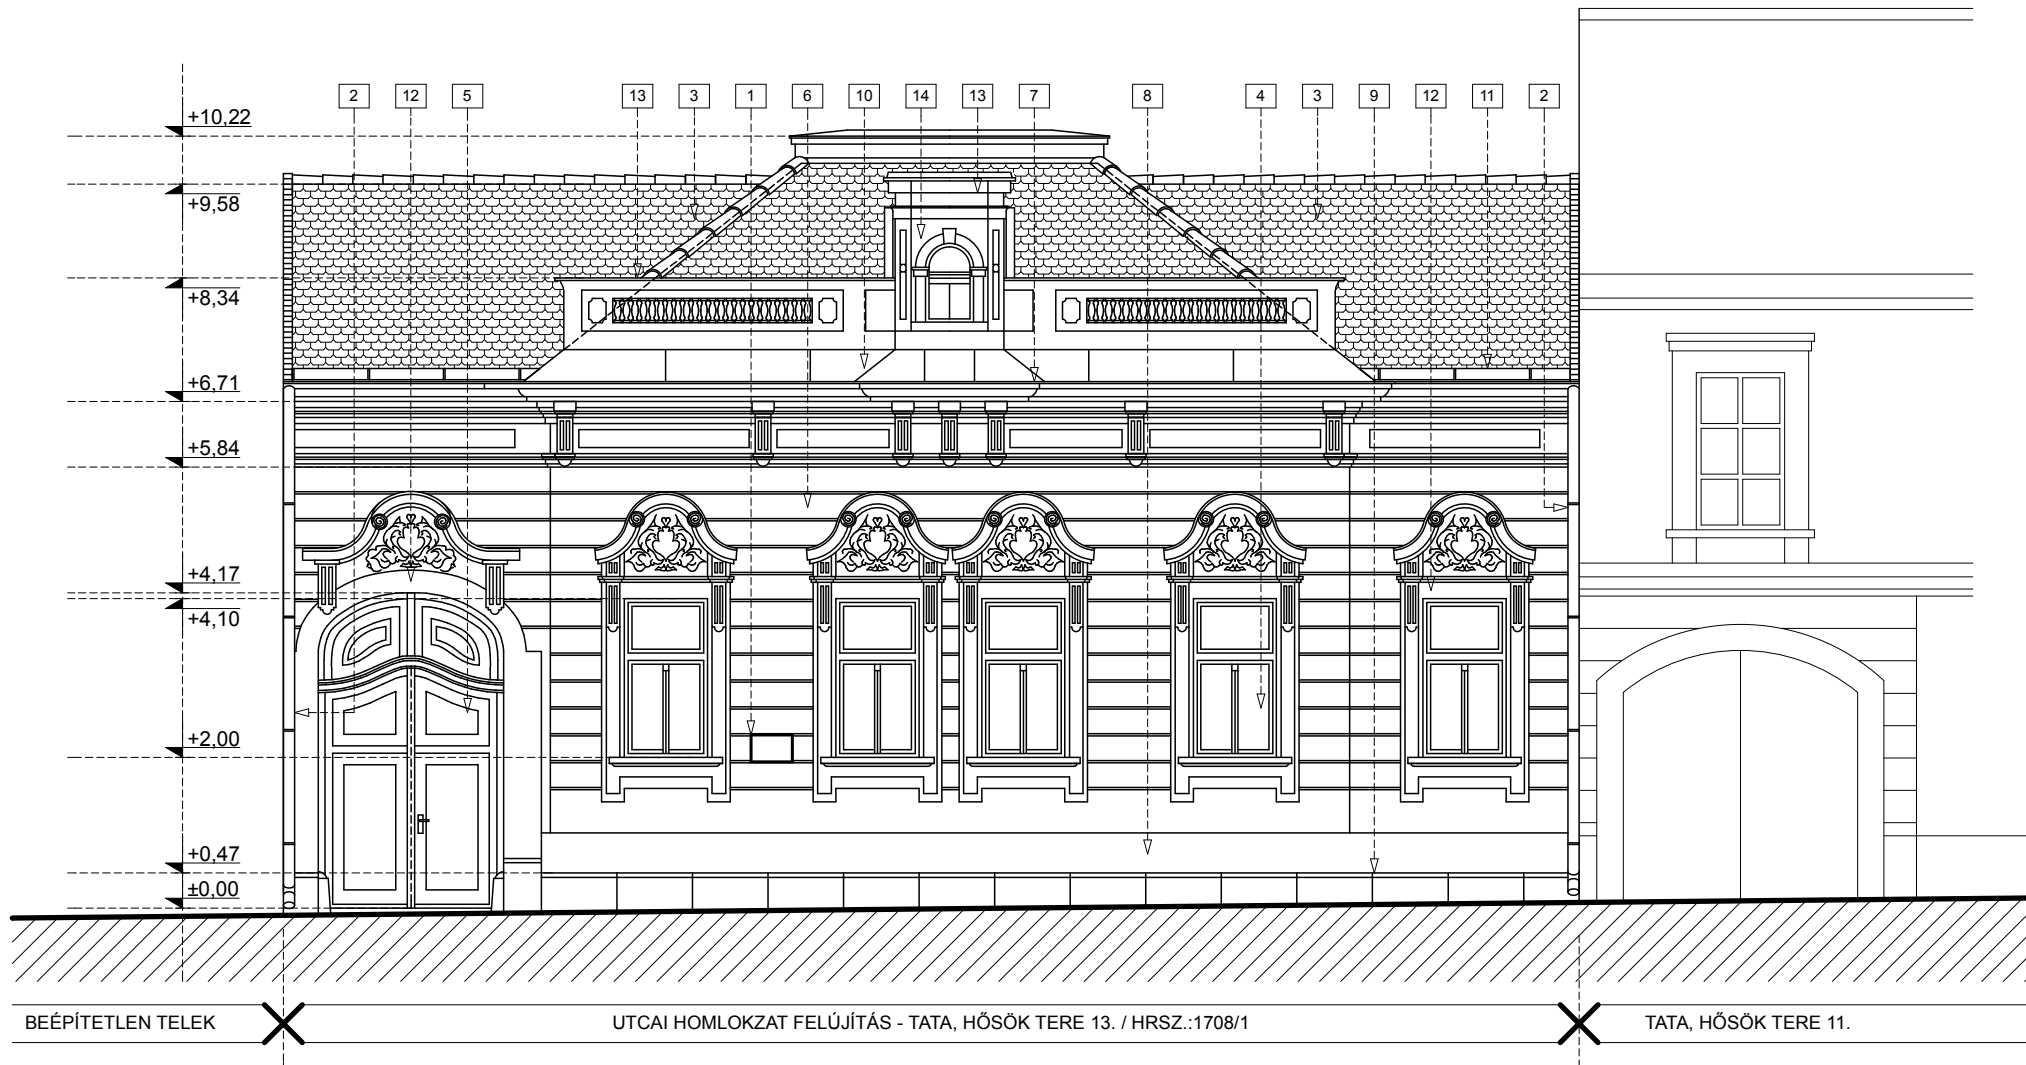 2 12 5 13 3 1 6 10 14 13 7 8 4 3 9 12 11 2
+10,22
+9,58
+8,34
+6,71
+5,84
+4,17
+4,10
+2,00
+0,47
±0,00
BEÉPÍTETLEN TELEK
UTCAI HOMLOKZAT FELÚJÍTÁS - TATA, HŐSÖK TERE 13. / HRSZ.:1708/1
TATA, HŐSÖK TERE 11.